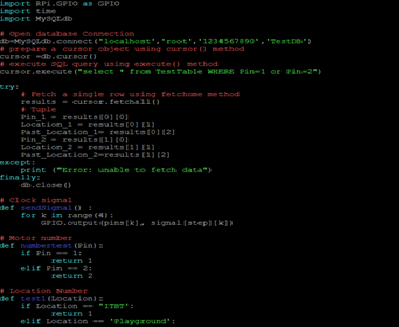 import RPi.GPIO as GPIO
import time
import MySQLdb
# Open database Connection
db=MySQLdb.connect("localhost","root",'1234567890','TestDb')
# prepare a cursor object using cursor() method
cursor =db.cursor()
# execute SQL query using execute() method
cursor.execute("select * from TestTable WHERE Pin=1 or Pin=2")
try:
# Fetch a single row using fetchome method
results = cursor.fetchall()
# Tuple
Pin_1 = results[0][0]
Location_1 = results[0][1]
Past_Location_1= results[0][2]
Pin_2 = results[1][0]
Location_2 = results[1][1]
Past_Location_2=results[1][2]
except:
print ("Error: unable to fetch data")
finally:
db.close()
# Clock signal
def sendSignal() :
for k in range(4):
GPIO.output(pins[k], signal[step][k])
# Motor number
def numbertest(Pin):
if Pin == 1:
return 1
elif Pin == 2:
return 2
# Location Number
def test1(Location):
if Location == 'ITBT':
return 1
elif Location == 'Playground':